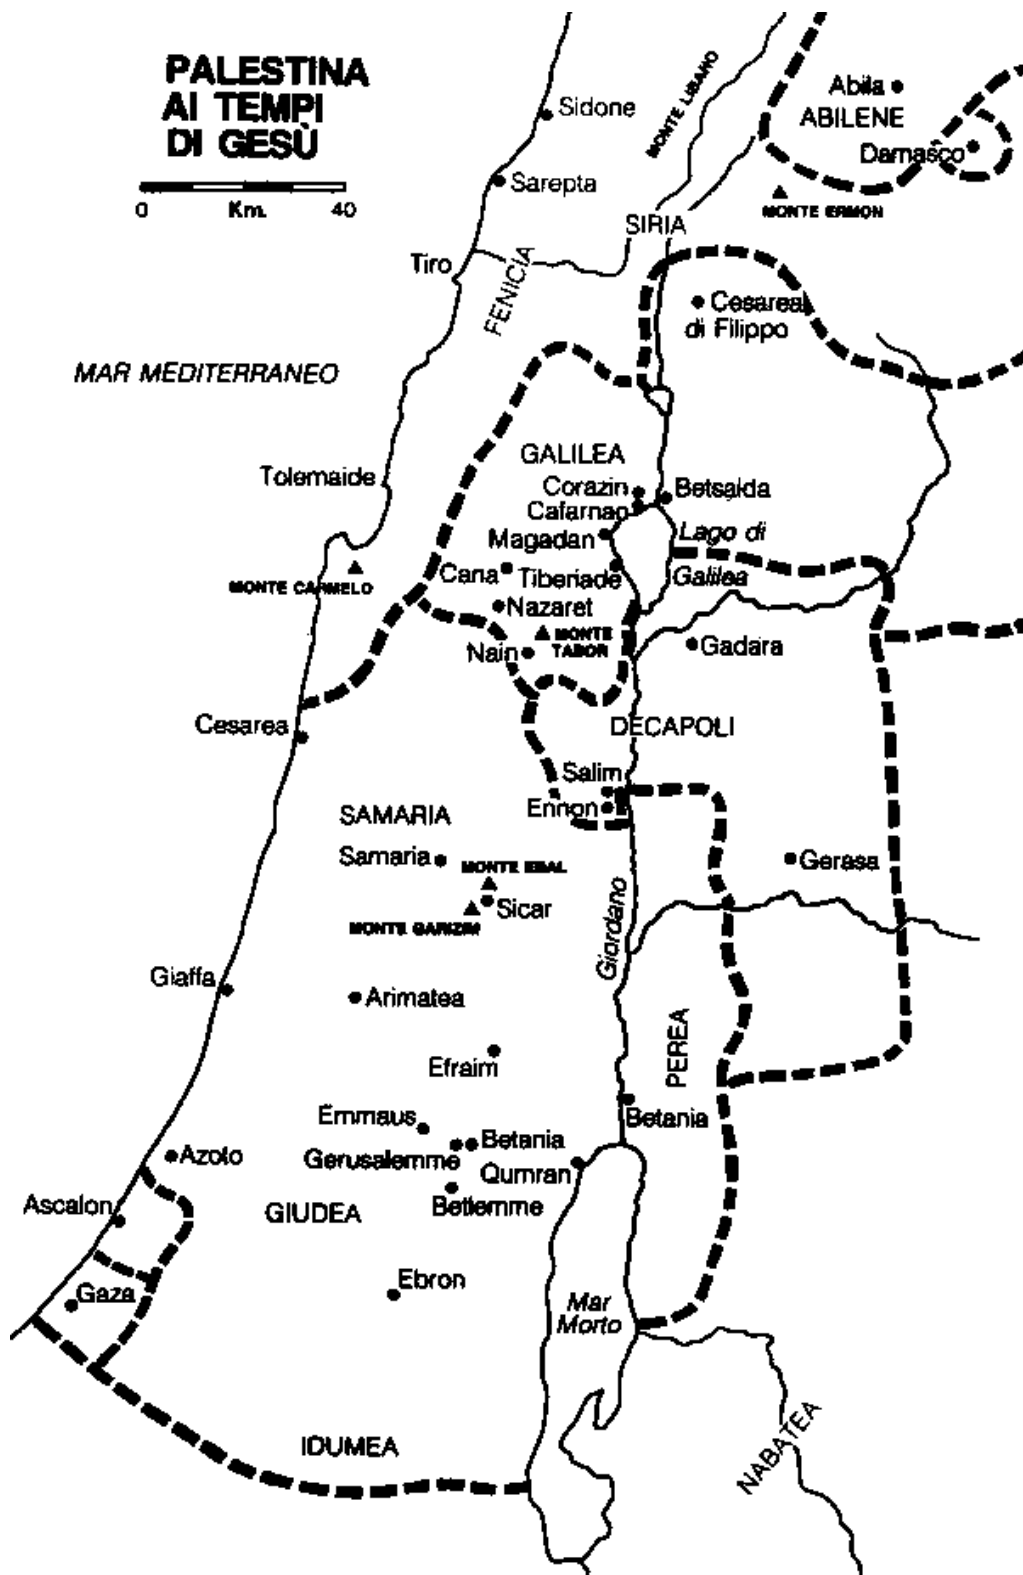 PALESTINA
AI TEMPI
DI GESÙ
0 Km. 40
Sidone
MONTE LIBANO
Abila
ABILENE
Damasco
Sarepta
MONTE ERMON
SIRIA
Tiro
FENICIA
Cesarea
di Filippo
MAR MEDITERRANEO
GALILEA
Tolemaide
Corazin
Betsaida
Cafarnao
Magadan
Lago di
Galilea
Cana
Tiberiade
MONTE CARMELO
Nazaret
MONTE
TABOR
Nain
Gadara
Cesarea
DECAPOLI
Salim
Ennon
SAMARIA
Samaria
MONTE EBAL
Gerasa
Sicar
MONTE GARIZIM
Giordano
Giaffa
Arimatea
PEREA
Efraim
Emmaus
Betania
Betania
Gerusalemme
Qumran
Azoto
Betlemme
Ascalon
GIUDEA
Ebron
Gaza
Mar
Morto
IDUMEA
NABATEA